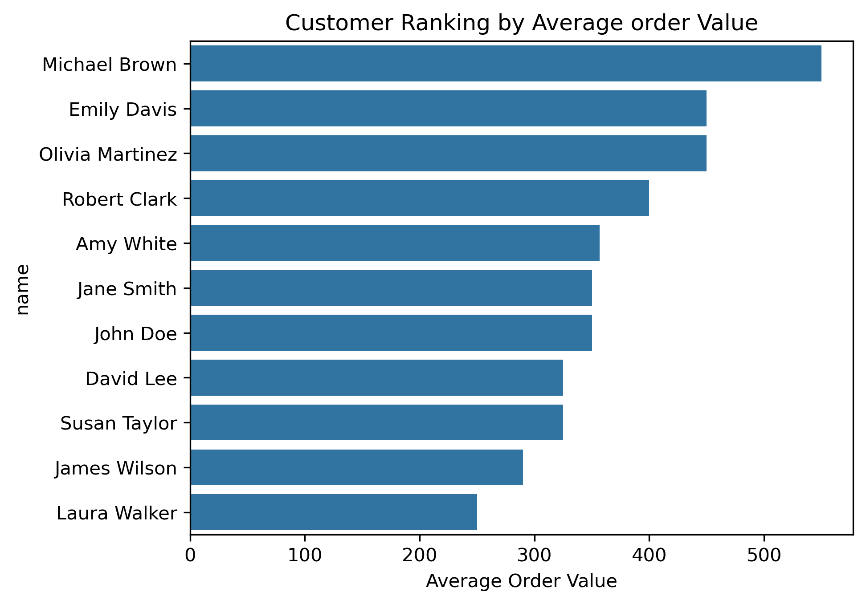 Customer Ranking by Average order Value
name
Michael Brown
Emily Davis
Olivia Martinez
Robert Clark
Amy White
Jane Smith
John Doe
David Lee
Susan Taylor
James Wilson
Laura Walker
0 100 200 300 400 500
Average Order Value